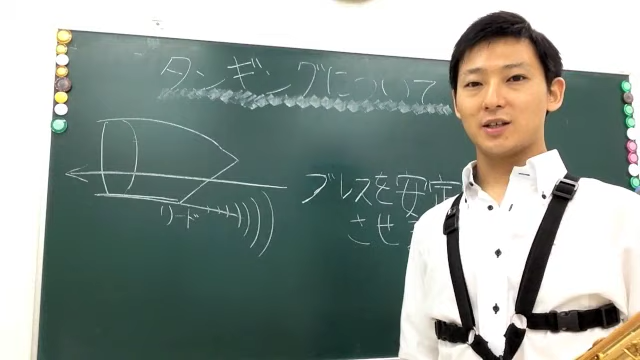 タンギングについて
リード
ブレスを安定
させ